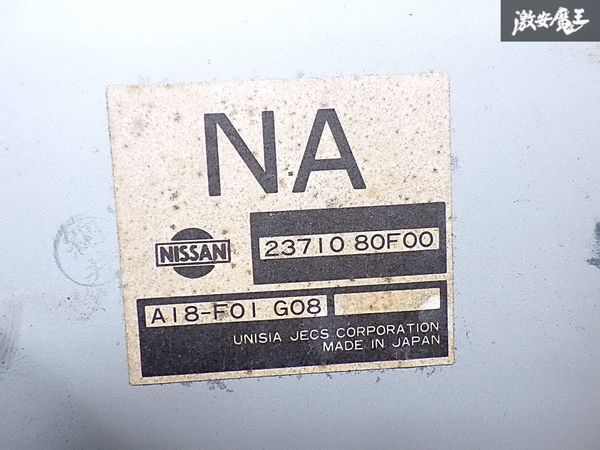 激安魔王
NA
NISSAN
23710 80F00
A18-F01 G08
UNISIA JECS CORPORATION
MADE IN JAPAN